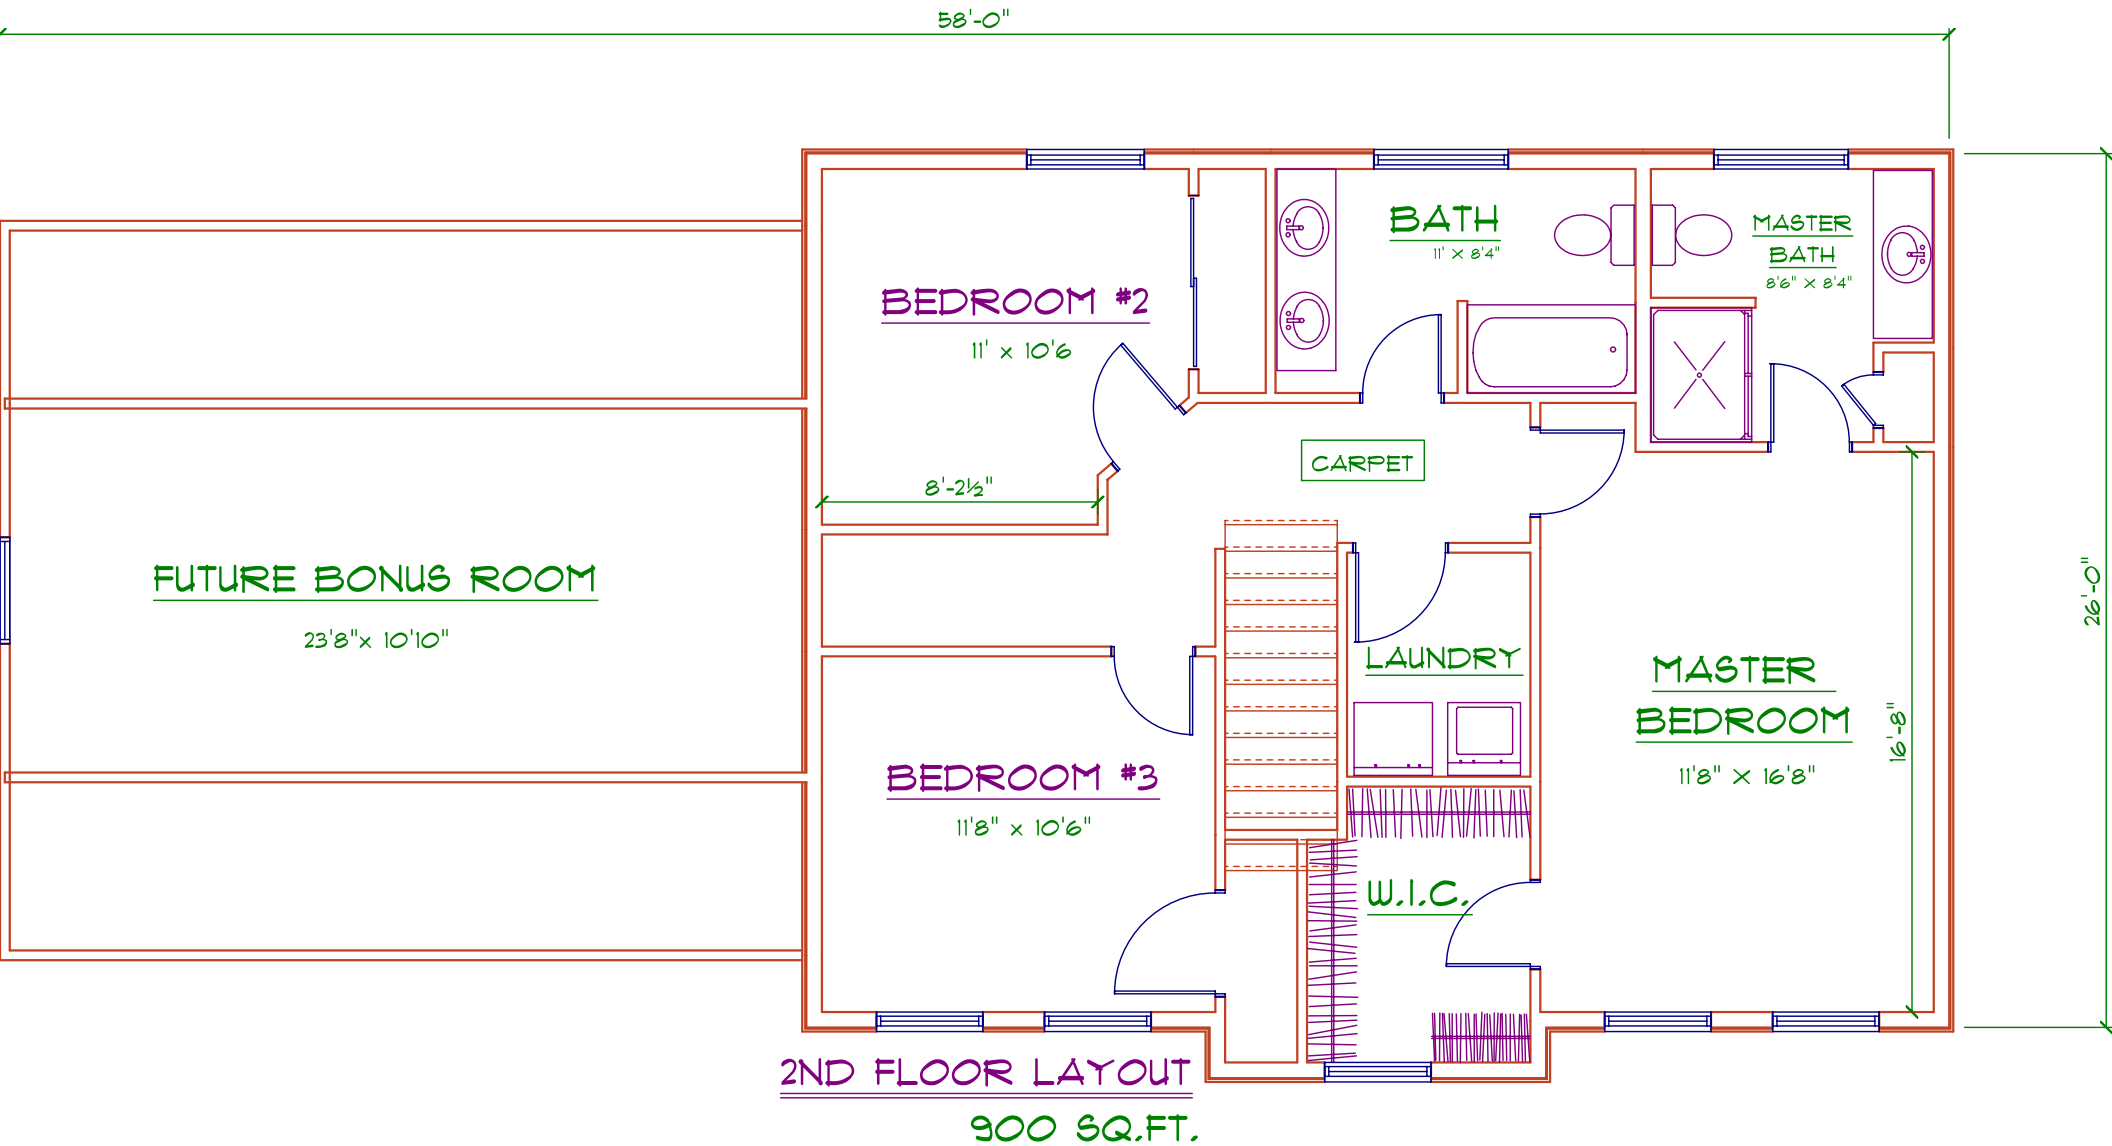 58'-0"
BATH
11' X 8'4"
MASTER
BATH
8'6" X 8'4"
BEDROOM #2
11' x 10'6
CARPET
8'-2½"
FUTURE BONUS ROOM
23'8"x 10'10"
26'-0"
LAUNDRY
MASTER
BEDROOM
11'8" X 16'8"
16'-8"
BEDROOM #3
11'8" x 10'6"
W.I.C.
2ND FLOOR LAYOUT
900 SQ.FT.